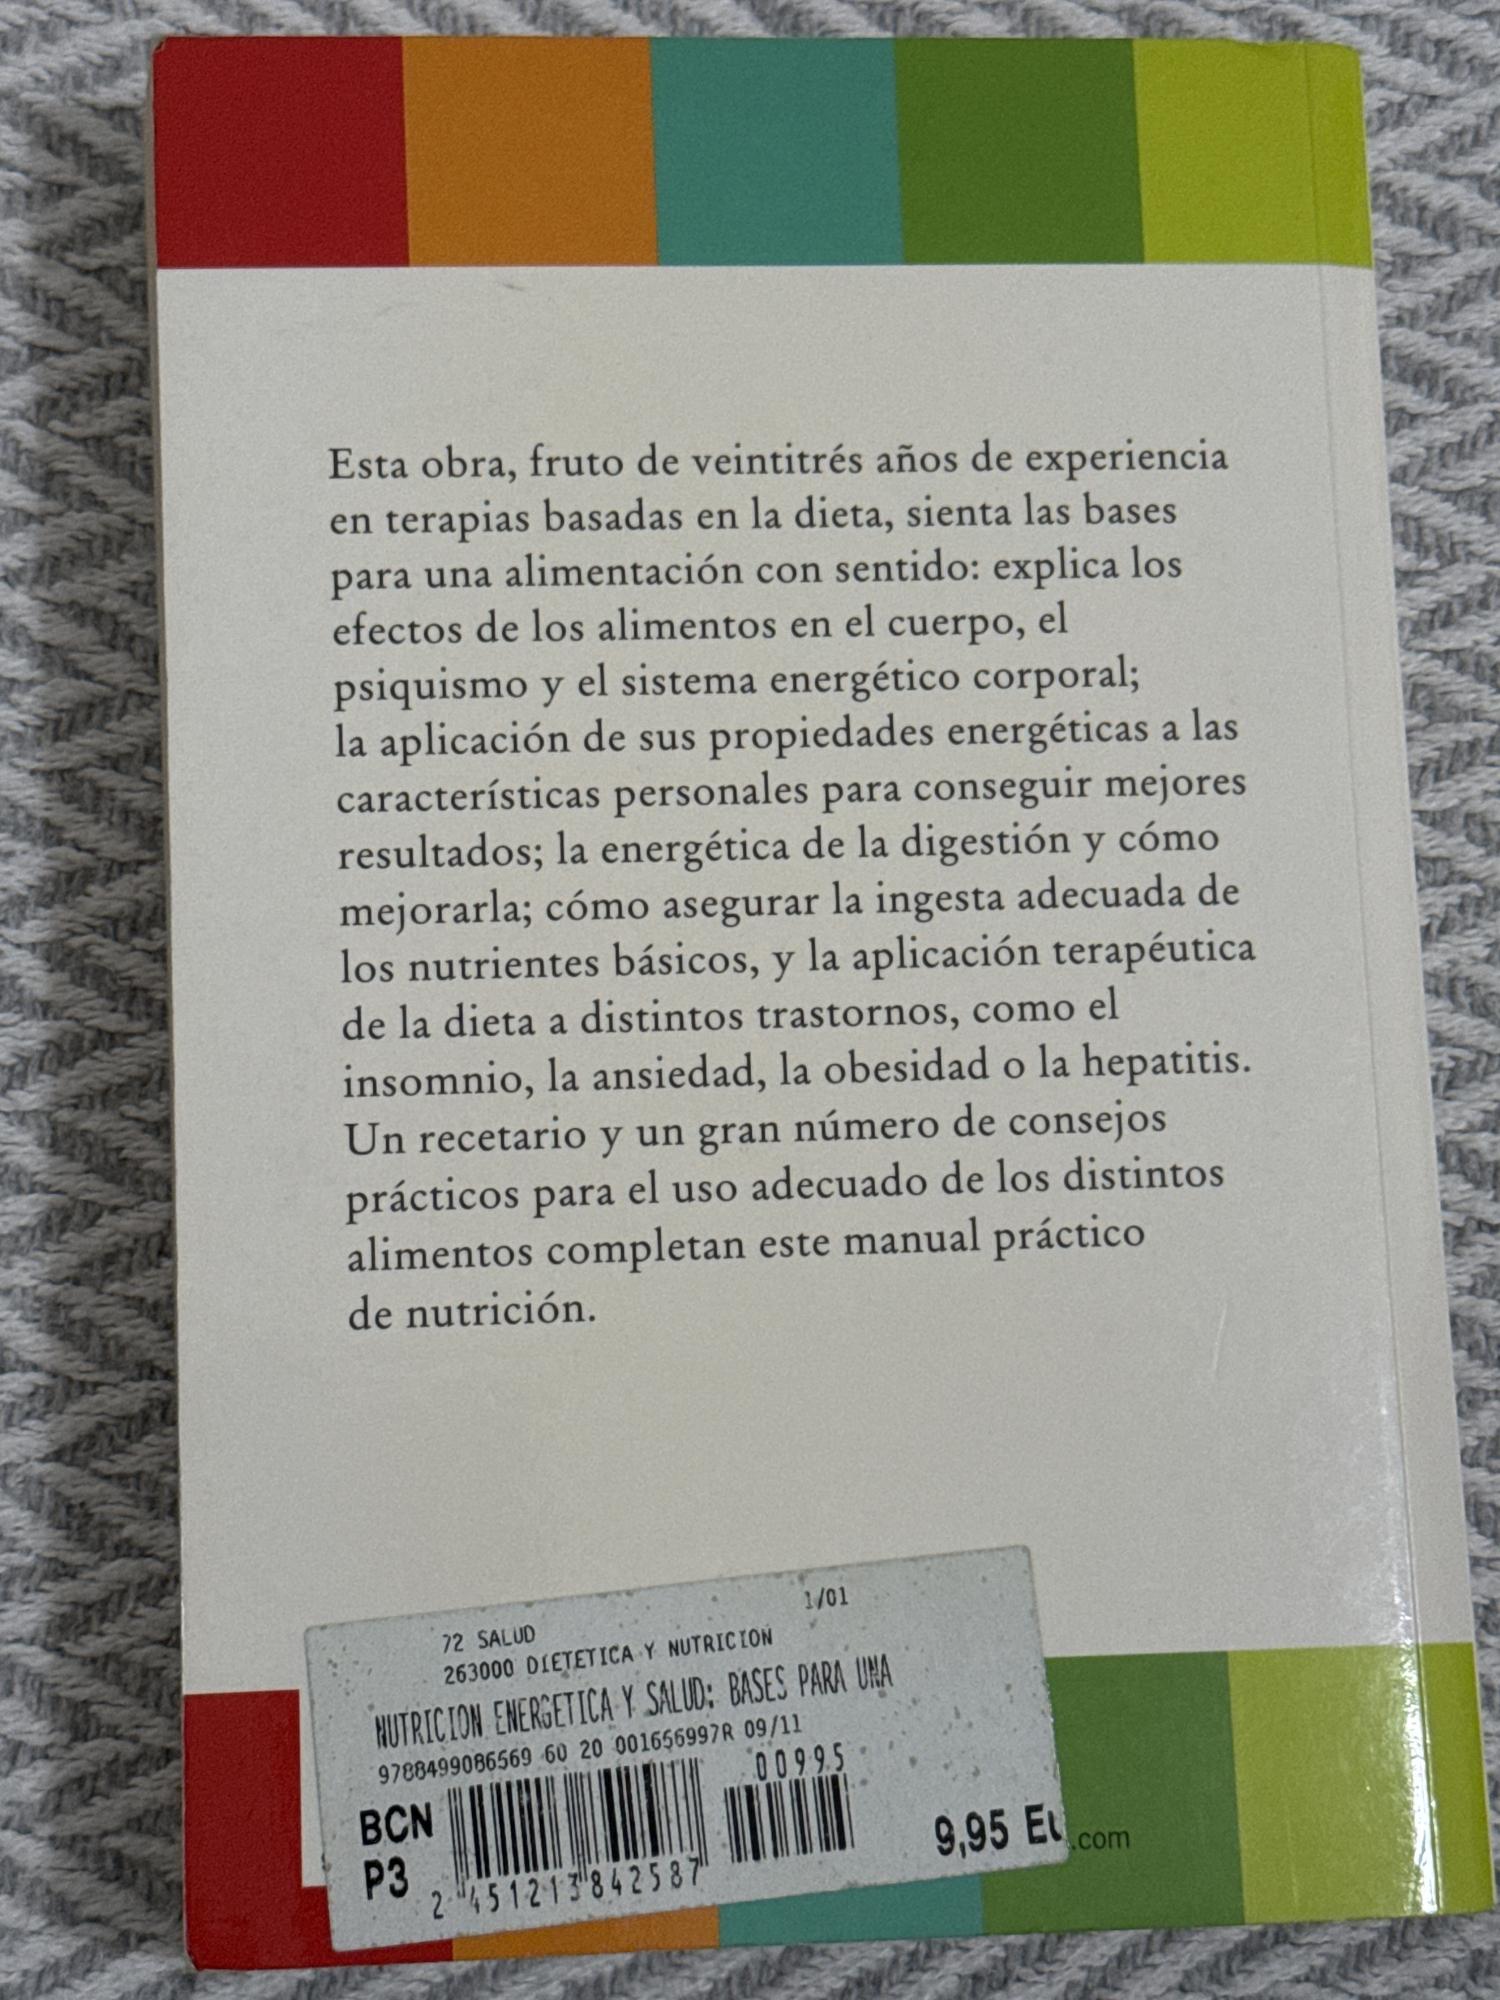 Esta obra, fruto de veintitrés años de experiencia
en terapias basadas en la dieta, sienta las bases
para una alimentación con sentido: explica los
efectos de los alimentos en el cuerpo, el
psiquismo y el sistema energético corporal;
la aplicación de sus propiedades energéticas a las
características personales para conseguir mejores
resultados; la energética de la digestión y cómo
mejorarla; cómo asegurar la ingesta adecuada de
los nutrientes básicos, y la aplicación terapéutica
de la dieta a distintos trastornos, como el
insomnio, la ansiedad, la obesidad o la hepatitis.
Un recetario y un gran número de consejos
prácticos para el uso adecuado de los distintos
alimentos completan este manual práctico
de nutrición.
1/01
72 SALUD
263000 DIETETICA Y NUTRICION
NUTRICION ENERGETICA Y SALUD: BASES PARA UNA
9788499086569 60 20 001656997R 09/11
00995
BCN
P3
2 451213 842587
9,95 Eu
.com